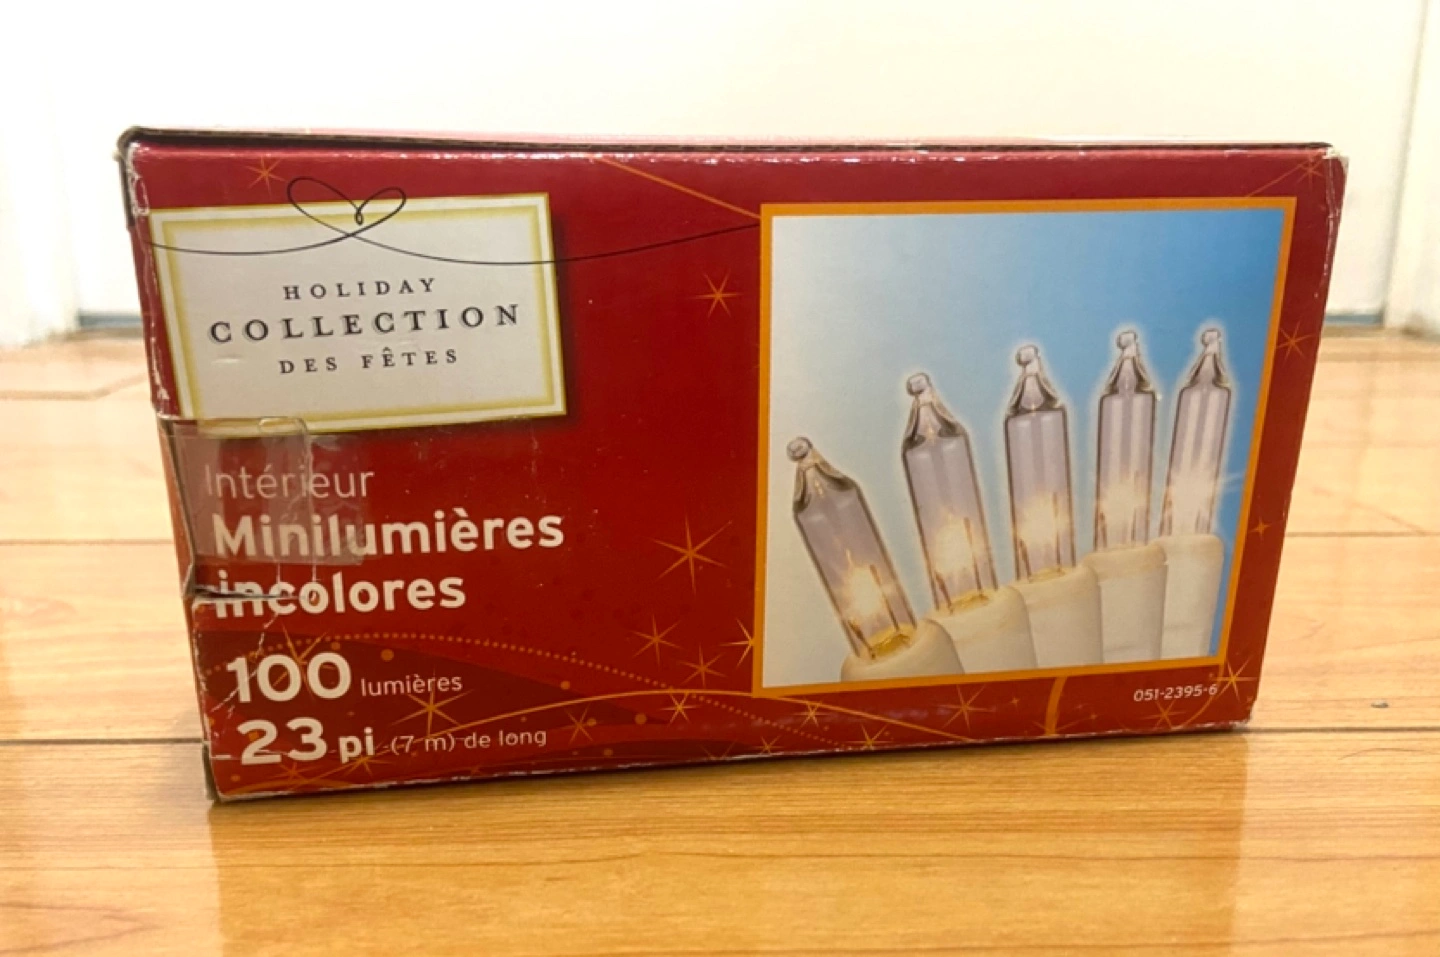 HOLIDAY
COLLECTION
DES FÊTES
Intérieur
Minilumières
incolores
100 lumières
23 pi (7 m) de long
051-2395-6